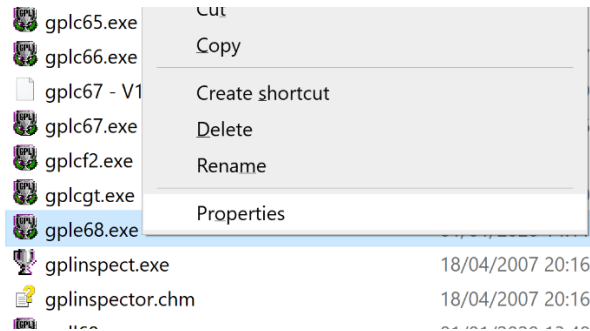 gplc65.exe
Cut
gplc66.exe
Copy
gplc67 - V1
Create shortcut
gplc67.exe
Delete
gplcf2.exe
Rename
gplcgt.exe
Properties
gple68.exe
gplinspect.exe 18/04/2007 20:16
gplinspector.chm 18/04/2007 20:16